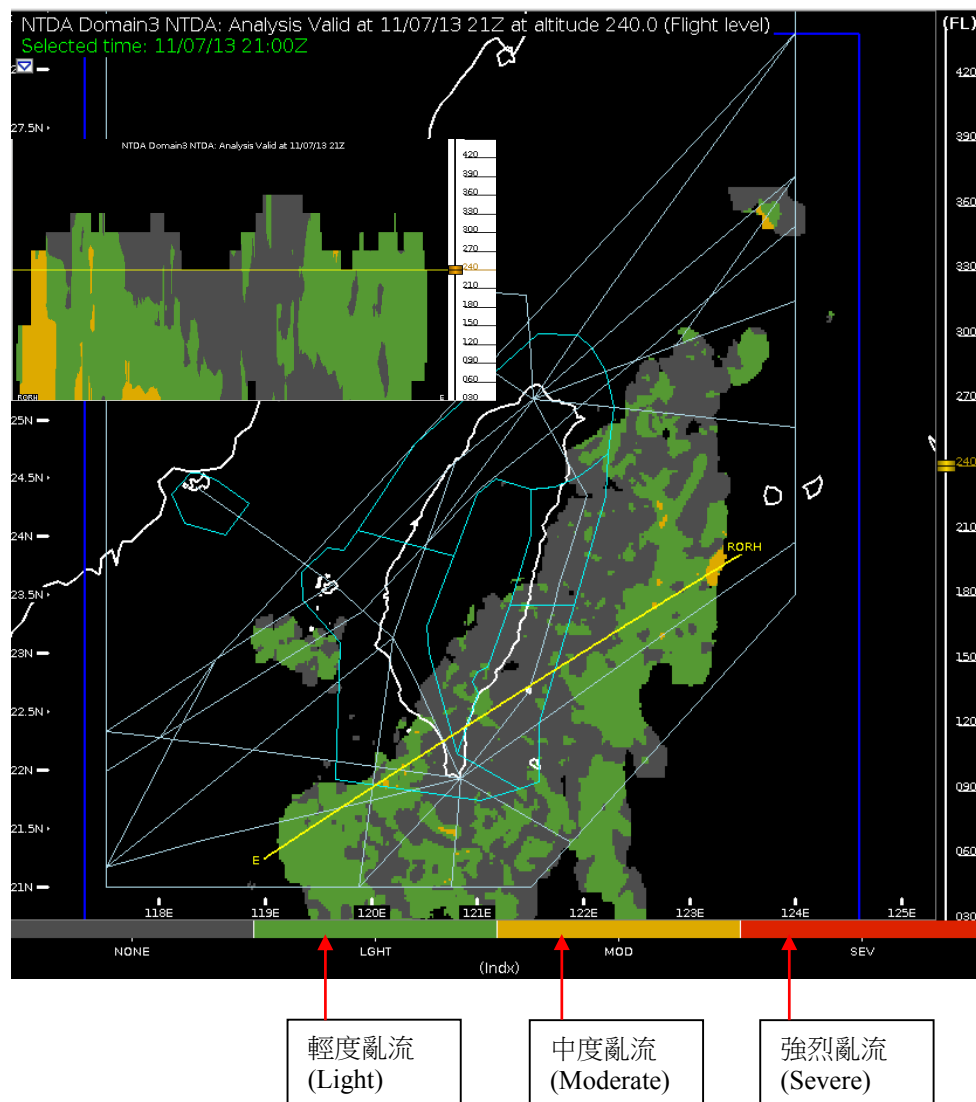 NTDA Domain3 NTDA: Analysis Valid at 11/07/13 21Z at altitude 240.0 (Flight level)
Selected time: 11/07/13 21:00Z
(FL)
27.5N
NTDA Domain3 NTDA: Analysis Valid at 11/07/13 21Z
420
390
360
330
300
270
240
210
180
150
120
090
060
030
RORH
E
25N
24.5N
24N
23.5N
23N
22.5N
22N
21.5N
21N
RORH
E
420
390
360
330
300
270
240
210
180
150
120
090
060
030
118E
119E
120E
121E
122E
123E
124E
125E
NONE
LGHT
MOD
SEV
(Indx)
輕度亂流
(Light)
中度亂流
(Moderate)
強烈亂流
(Severe)